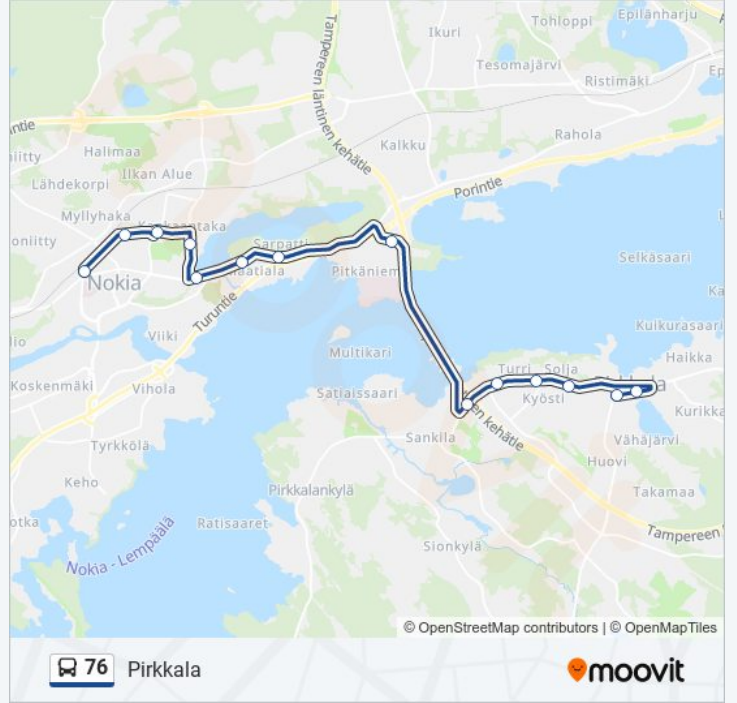 Epilänharju
Tohloppi
Ikuri
Tesomajärvi
Ristimäki
Tampereen läntinen kehätie
Rahola
Kalkku
Halimaa
Ilkan Alue
Lähdekorpi
Porintie
Myllyhaka
Sarpatti
Selkäsaari
Pitkäniemi
Nokia
Turuntie
Kuikurasaari
Viiki
Multikari
Haikka
Turri
Solja
Koskenmäki
Vihola
Satiaissaari
Kyösti
Kurikka
Sankila
Vähäjärvi
Tyrkkölä
Huovi
Keho
Pirkkalankylä
Takamaa
Ratisaaret
Nokia - Lempäälä
Sionkylä
Tampereen
© OpenStreetMap contributors | © OpenMapTiles
76 Pirkkala
moovit